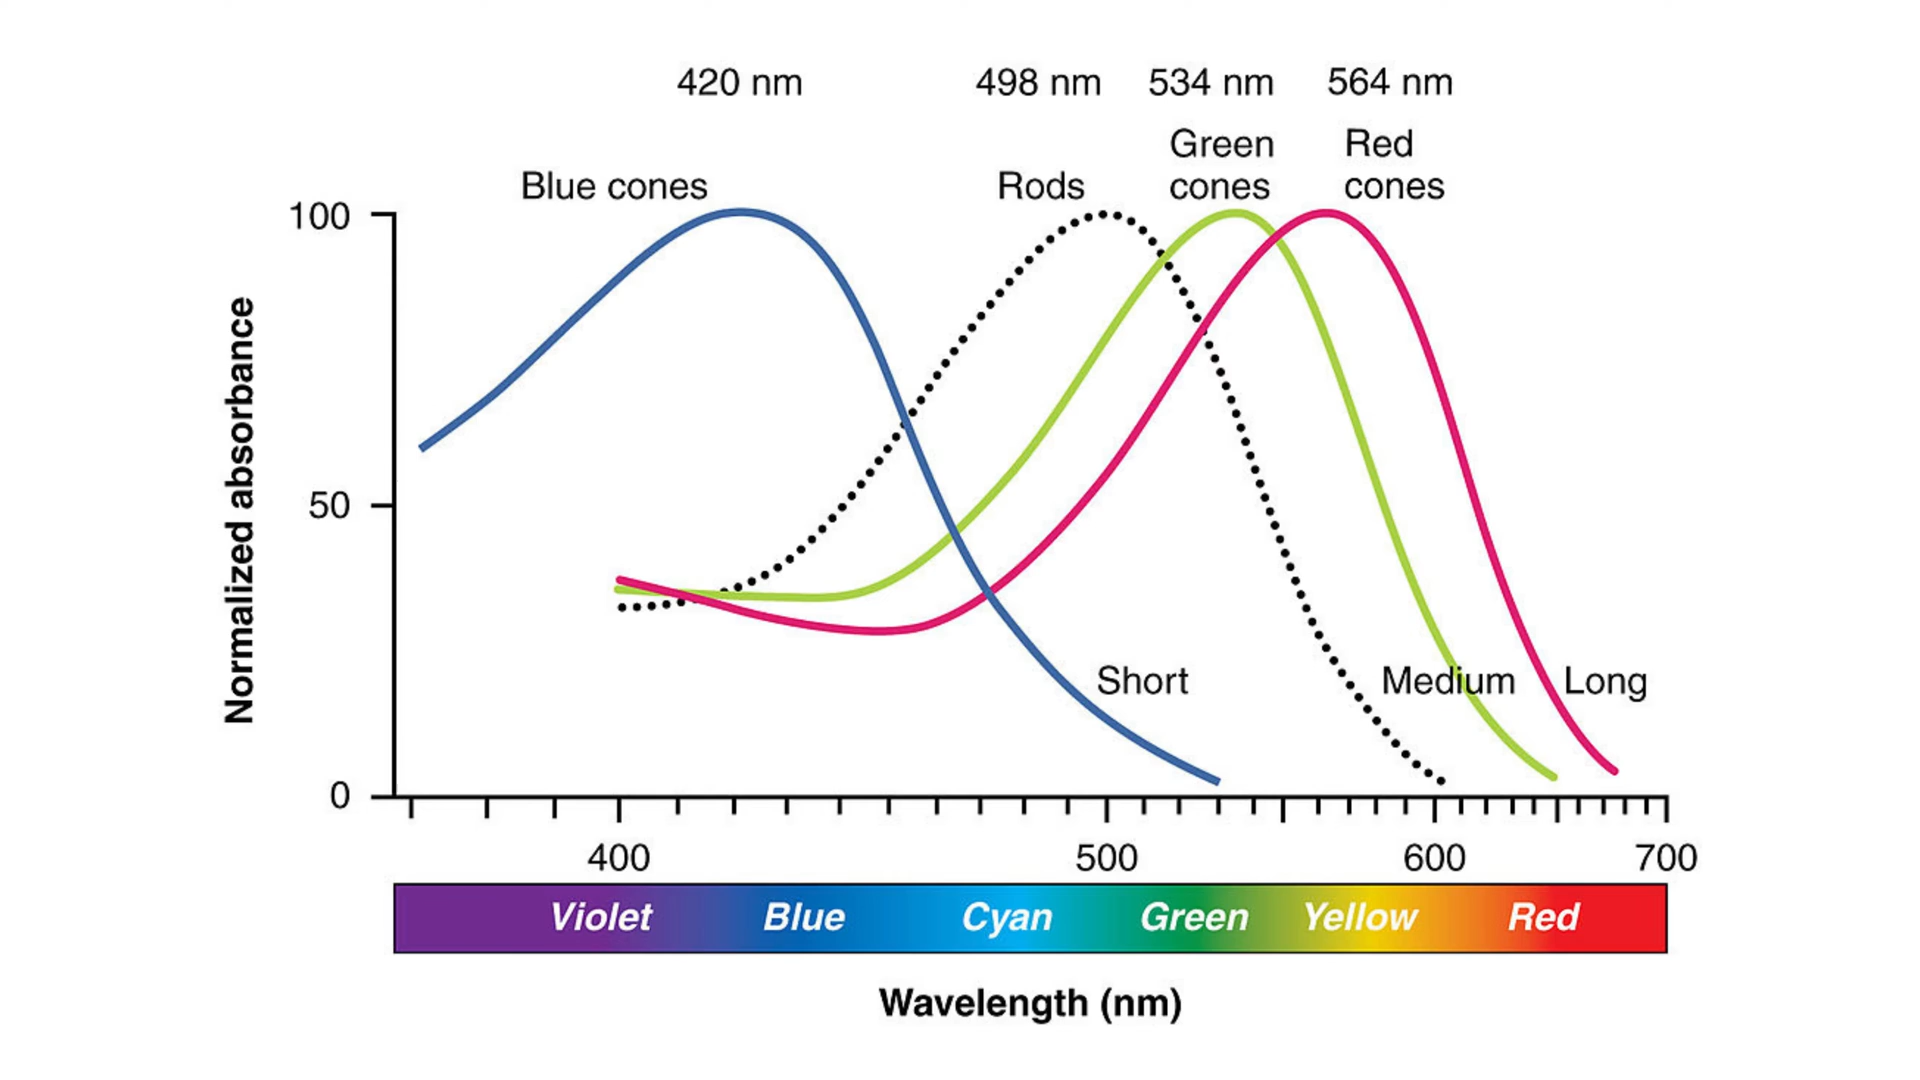 420 nm
498 nm
534 nm
564 nm
Blue cones
Rods
Green
cones
Red
cones
100
50
0
Normalized absorbance
Short
Medium
Long
400
500
600
700
Violet
Blue
Cyan
Green
Yellow
Red
Wavelength (nm)